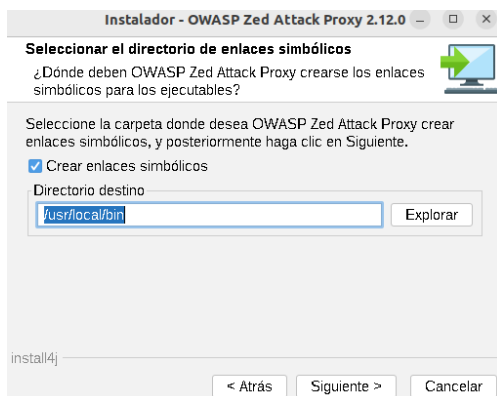 Instalador - OWASP Zed Attack Proxy 2.12.0
Seleccionar el directorio de enlaces simbólicos
¿Dónde deben OWASP Zed Attack Proxy crearse los enlaces
simbólicos para los ejecutables?
Seleccione la carpeta donde desea OWASP Zed Attack Proxy crear
enlaces simbólicos, y posteriormente haga clic en Siguiente.
Crear enlaces simbólicos
Directorio destino
/usr/local/bin
Explorar
install4j
< Atrás
Siguiente >
Cancelar